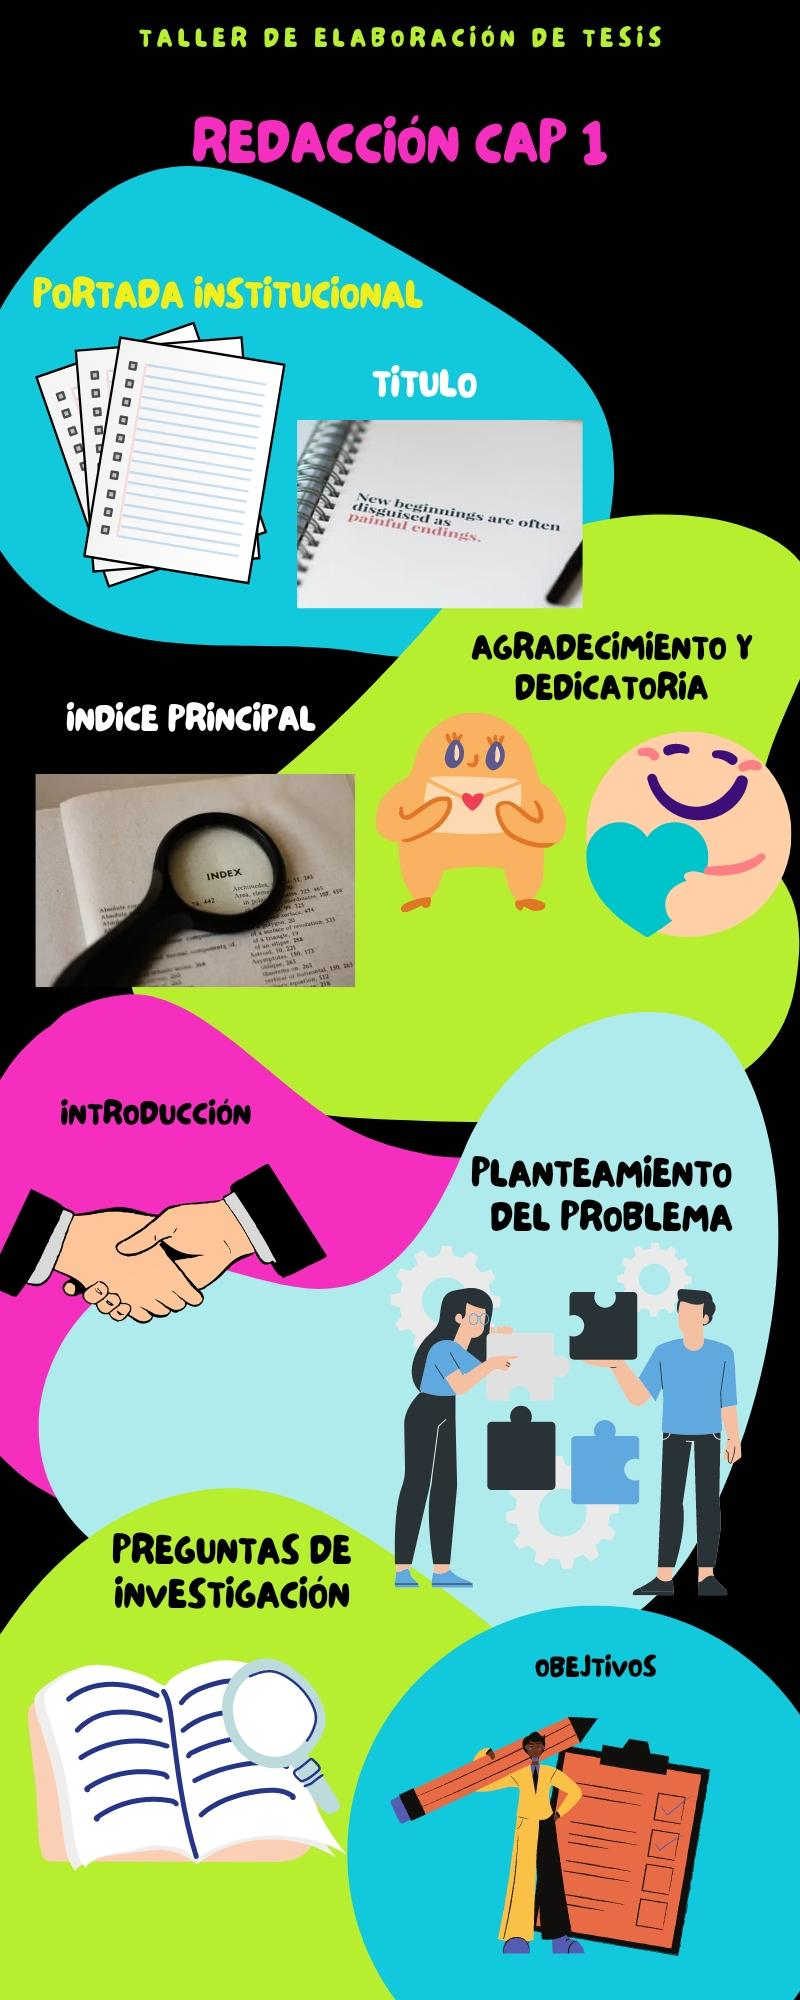 TALLER DE ELABORACIÓN DE TESIS
REDACCIÓN CAP 1
PORTADA INSTITUCIONAL
TITULO
New beginnings are often
disguised as
painful endings.
AGRADECIMIENTO Y
DEDICATORIA
INDICE PRINCIPAL
INDEX
INTRODUCCIÓN
PLANTEAMIENTO
DEL PROBLEMA
PREGUNTAS DE
INVESTIGACIÓN
OBEJTIVOS